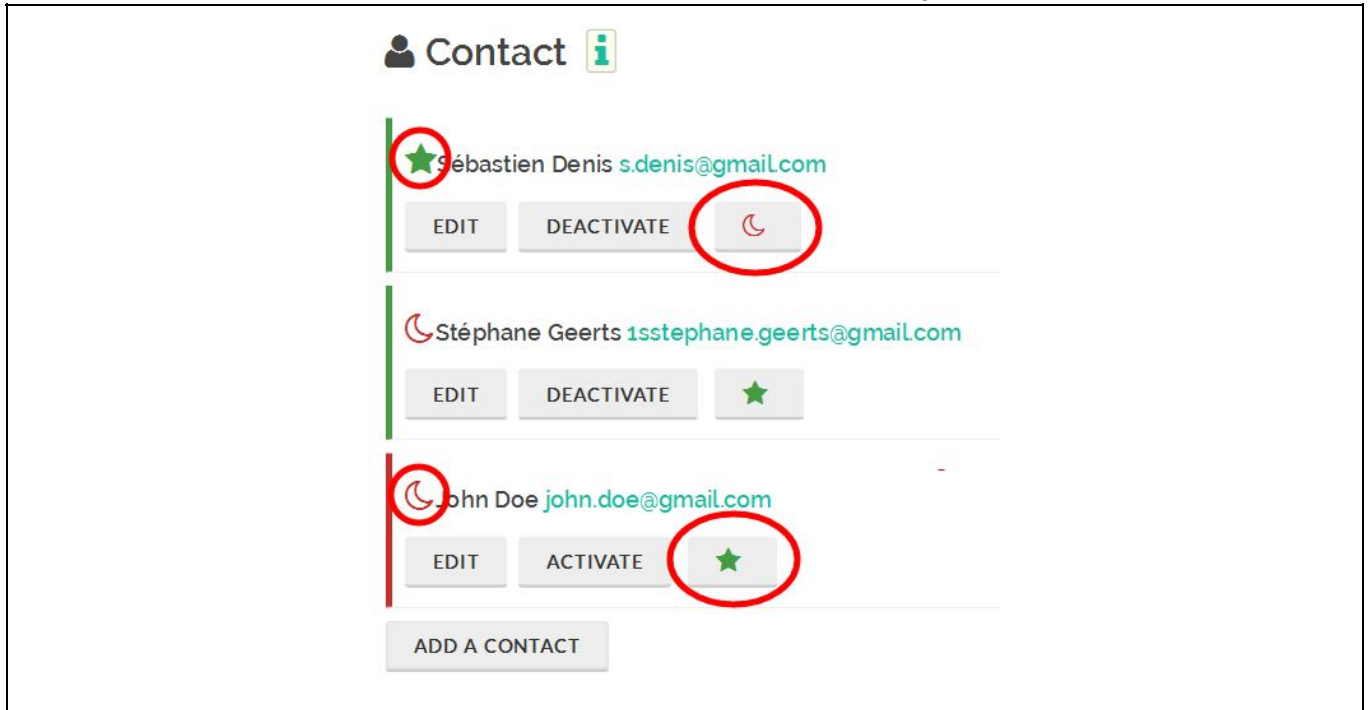 Contact i
Sébastien Denis s.denis@gmail.com
EDIT DEACTIVATE
Stéphane Geerts 1sstephane.geerts@gmail.com
EDIT DEACTIVATE
John Doe john.doe@gmail.com
EDIT ACTIVATE
ADD A CONTACT